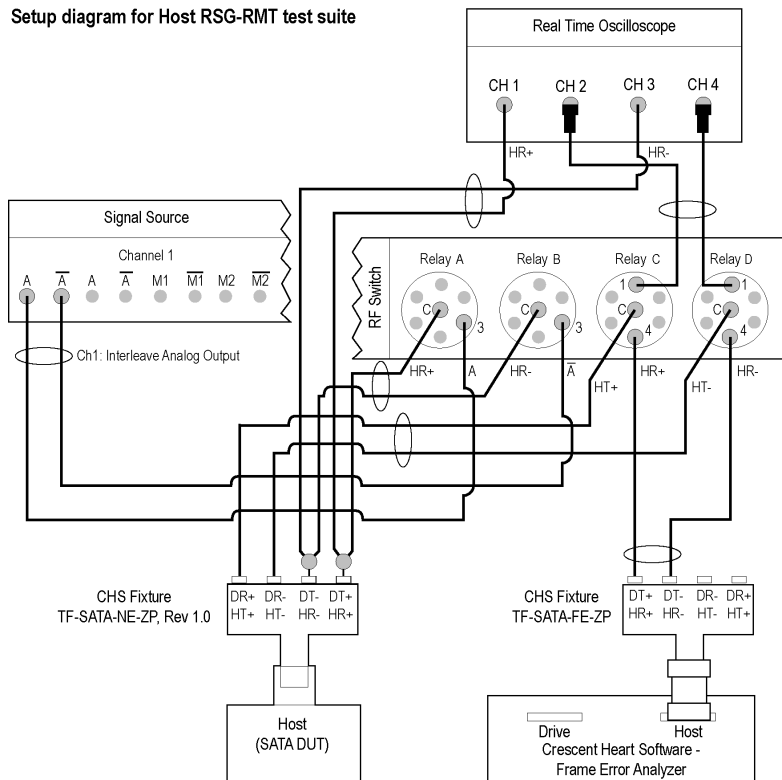 Setup diagram for Host RSG-RMT test suite
Real Time Oscilloscope
CH 1 CH 2 CH 3 CH 4
HR+ HR-
Signal Source
Channel 1
A A̅ A A̅ M1 M̅1̅ M2 M̅2̅
Ch1: Interleave Analog Output
RF Switch
Relay A Relay B Relay C Relay D
1 1
C C C C
3 3 4 4
HR+ A HR- A̅ HT+ HR+ HT- HR-
CHS Fixture
TF-SATA-NE-ZP, Rev 1.0
DR+ DR- DT- DT+
HT+ HT- HR- HR+
Host
(SATA DUT)
CHS Fixture
TF-SATA-FE-ZP
DT+ DT- DR- DR+
HR+ HR- HT- HT+
Drive Host
Crescent Heart Software -
Frame Error Analyzer